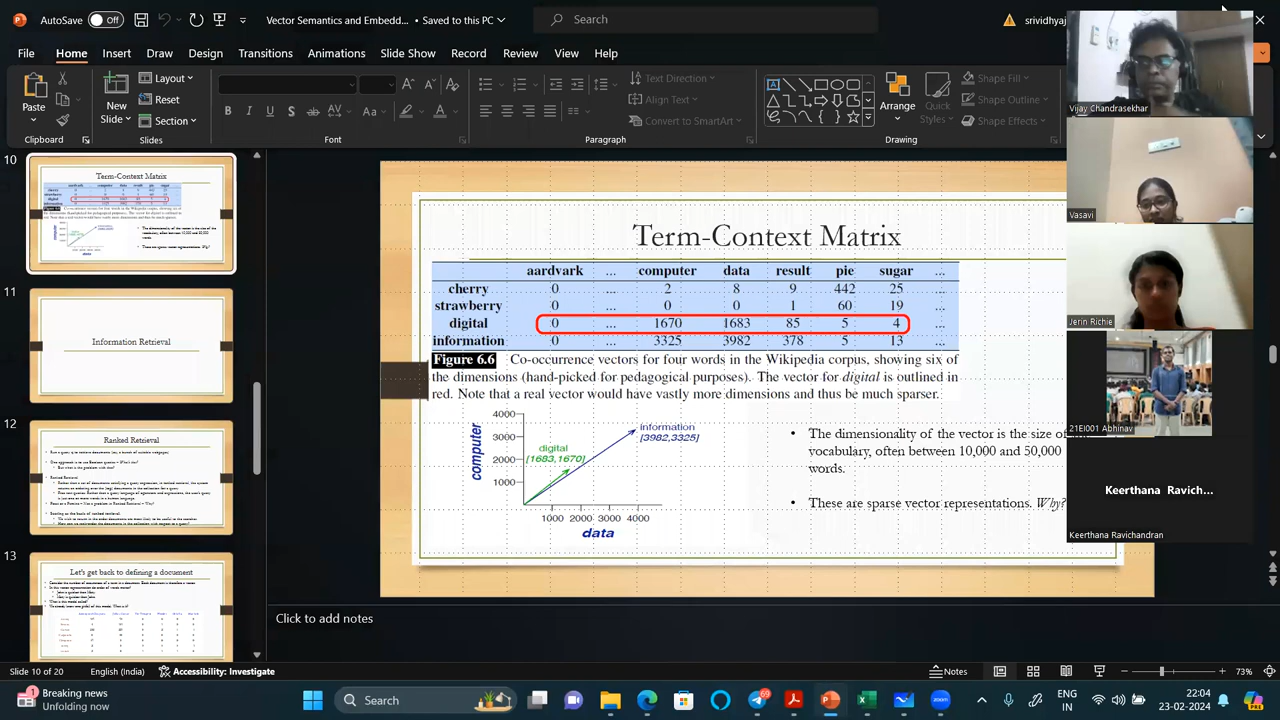 AutoSave Off Vector Semantics and Embedd... • Saved to this PC Search srividhyaj
File Home Insert Draw Design Transitions Animations Slide Show Record Review View Help
Paste New Slide Layout Reset Section Text Direction Align Text Convert to SmartArt Arrange Quick Styles Shape Fill Shape Outline Shape Effects
Clipboard Slides Font Paragraph Drawing
10
Term-Context Matrix
11
Information Retrieval
12
Ranked Retrieval
13
Let's get back to defining a document
Term-Context Matrix
aardvark ... computer data result pie sugar ...
cherry 0 ... 2 8 9 442 25 ...
strawberry 0 ... 0 0 1 60 19 ...
digital 0 ... 1670 1683 85 5 4 ...
information 0 ... 3325 3982 378 5 13 ...
Figure 6.6 Co-occurrence vectors for four words in the Wikipedia corpus, showing six of
the dimensions (hand-picked for pedagogical purposes). The vector for digital is outlined in
red. Note that a real vector would have vastly more dimensions and thus be much sparser.
computer
4000
3000
2000
1000
information
[3982,3325]
digital
[1683,1670]
1000 2000 3000 4000
data
• The dimensionality of the vector is the size of
vocabulary, often between 10,000 and 50,000
words.
• These are sparse vector representations. Why?
Vijay Chandrasekhar
Vasavi
Jerin Richie
21EI001 Abhinav
Keerthana Ravich...
Keerthana Ravichandran
Click to add notes
Slide 10 of 20 English (India) Accessibility: Investigate Notes 73%
1 Breaking news
Unfolding now
Search
69
zoom
ENG
IN
22:04
23-02-2024
PRE